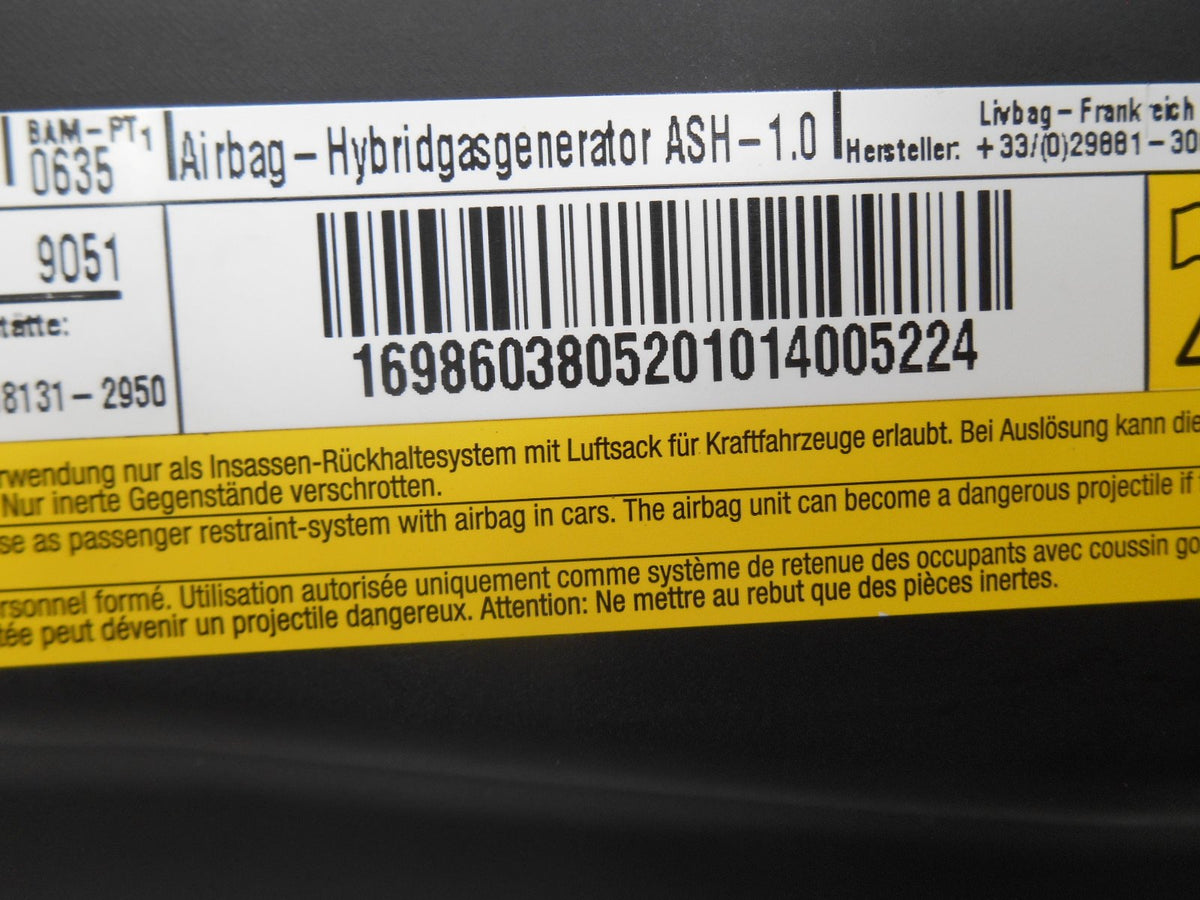 BAM-PT1
0635
Airbag - Hybridgasgenerator ASH-1.0
Hersteller:
Livbag - Frankreich
+33/(0)29881-30
9051
tätte:
8131-2950
1698603805201014005224
rwendung nur als Insassen-Rückhaltesystem mit Luftsack für Kraftfahrzeuge erlaubt. Bei Auslösung kann die
Nur inerte Gegenstände verschrotten.
se as passenger restraint-system with airbag in cars. The airbag unit can become a dangerous projectile if
ersonnel formé. Utilisation autorisée uniquement comme système de retenue des occupants avec coussin go
tée peut dévenir un projectile dangereux. Attention: Ne mettre au rebut que des pièces inertes.